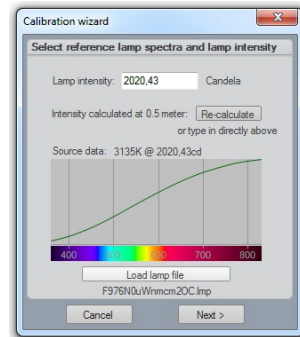 Calibration wizard
Select reference lamp spectra and lamp intensity
Lamp intensity: 2020,43 Candela
Intensity calculated at 0.5 meter: Re-calculate
or type in directly above
Source data: 3135K @ 2020,43cd
400 500 600 700 800
Load lamp file
F976N0uWnmcm2OC.lmp
Cancel Next >